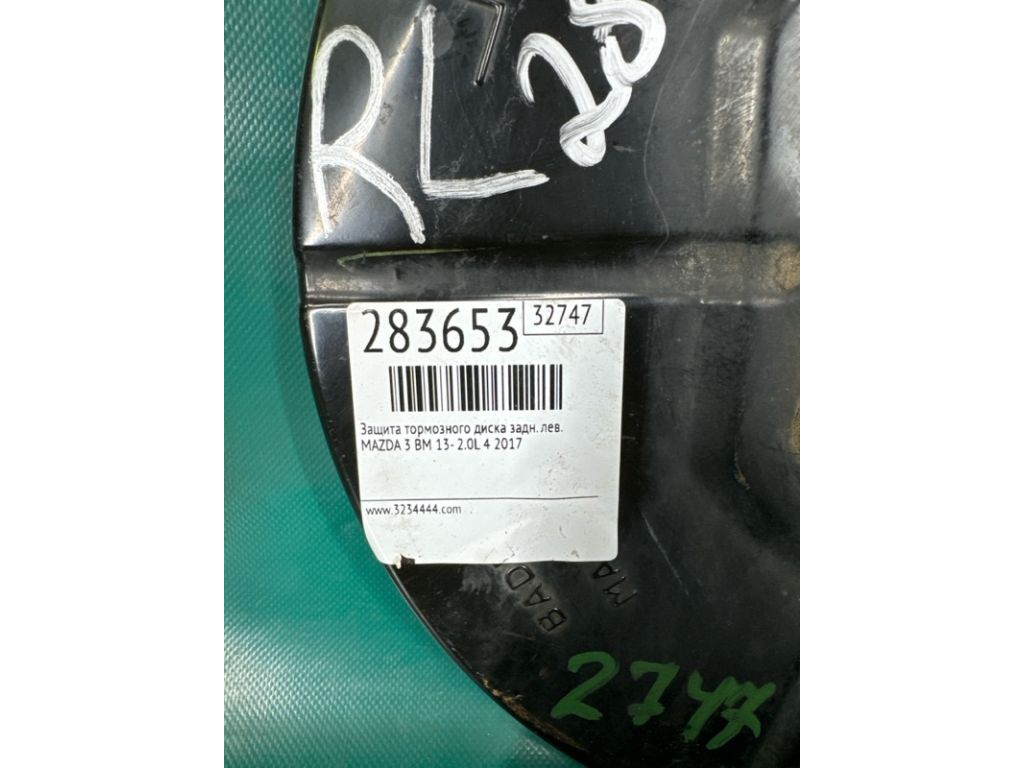 RL 28
283653
32747
Защита тормозного диска задн. лев.
MAZDA 3 BM 13- 2.0L 4 2017
www.3234444.com
2747